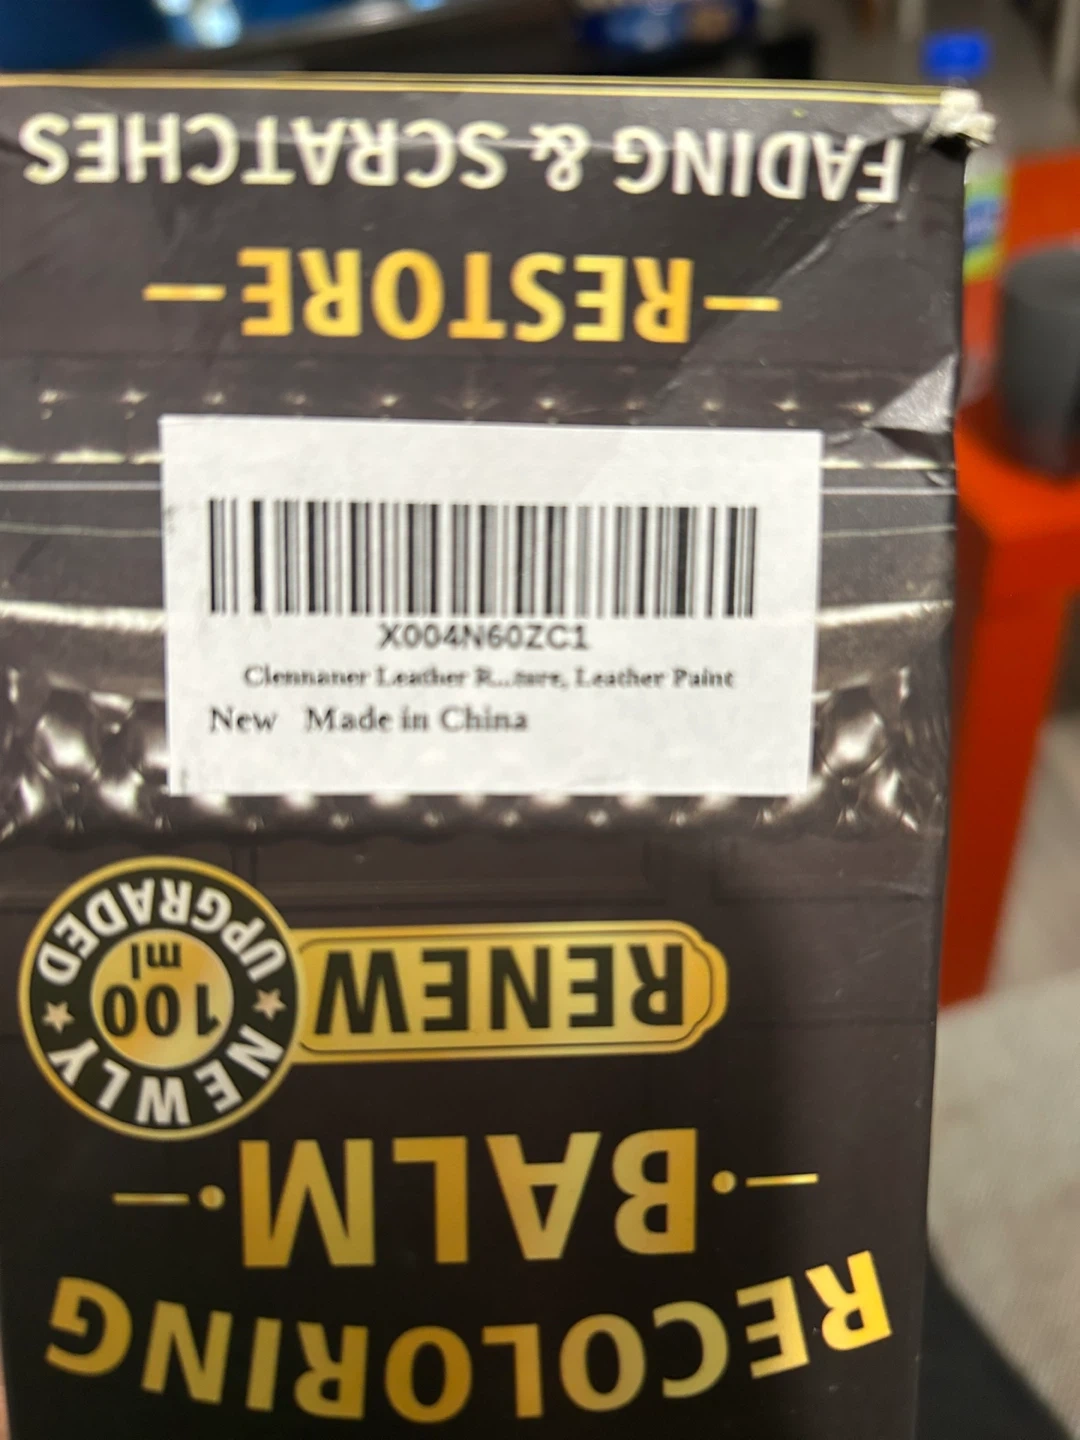 RECOLORING
BALM
RENEW
NEWLY UPGRADED
100
ml
X004N60ZC1
Clennaner Leather R...ture, Leather Paint
New Made in China
RESTORE
FADING & SCRATCHES